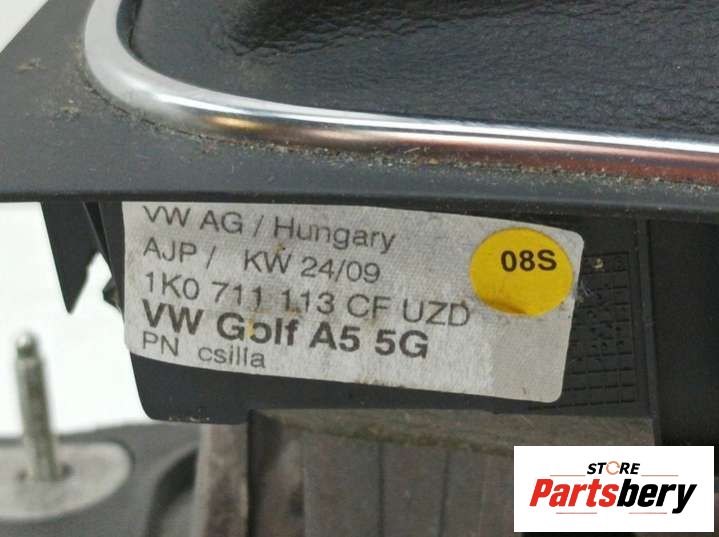 VW AG / Hungary
AJP / KW 24/09
08S
1K0 711 113 CF UZD
VW Golf A5 5G
PN csilla
STORE
Partsbery